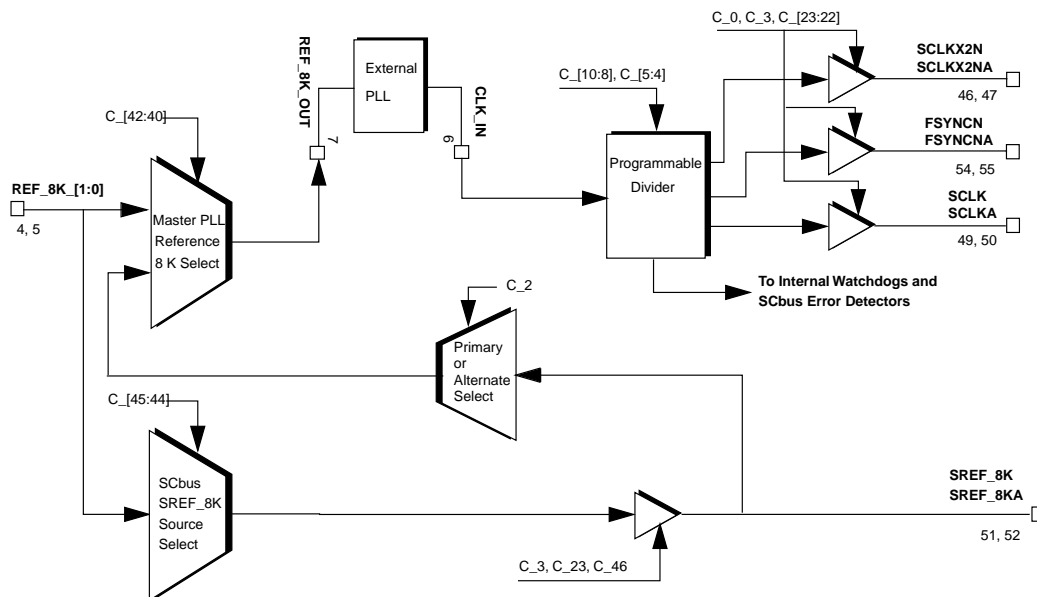 C_0, C_3, C_[23:22]
SCLKX2N
SCLKX2NA
46, 47
REF_8K_OUT
External
PLL
CLK_IN
C_[10:8], C_[5:4]
C_[42:40]
7
6
FSYNCN
FSYNCNA
54, 55
Programmable
Divider
REF_8K_[1:0]
4, 5
Master PLL
Reference
8 K Select
SCLK
SCLKA
49, 50
To Internal Watchdogs and
SCbus Error Detectors
C_2
Primary
or
Alternate
Select
C_[45:44]
SCbus
SREF_8K
Source
Select
SREF_8K
SREF_8KA
51, 52
C_3, C_23, C_46